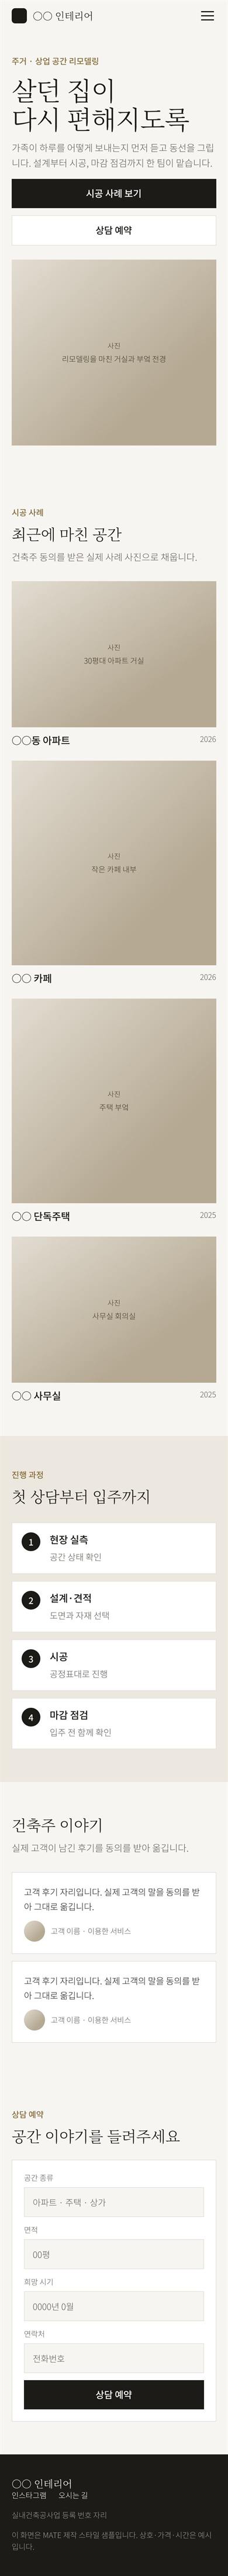 ○○ 인테리어
주거 · 상업 공간 리모델링
살던 집이
다시 편해지도록
가족이 하루를 어떻게 보내는지 먼저 듣고 동선을 그립
니다. 설계부터 시공, 마감 점검까지 한 팀이 맡습니다.
시공 사례 보기
상담 예약
사진
리모델링을 마친 거실과 부엌 전경
시공 사례
최근에 마친 공간
건축주 동의를 받은 실제 사례 사진으로 채웁니다.
사진
30평대 아파트 거실
○○동 아파트 2026
사진
작은 카페 내부
○○ 카페 2026
사진
주택 부엌
○○ 단독주택 2025
사진
사무실 회의실
○○ 사무실 2025
진행 과정
첫 상담부터 입주까지
1 현장 실측
공간 상태 확인
2 설계·견적
도면과 자재 선택
3 시공
공정표대로 진행
4 마감 점검
입주 전 함께 확인
건축주 이야기
실제 고객이 남긴 후기를 동의를 받아 옮깁니다.
고객 후기 자리입니다. 실제 고객의 말을 동의를 받
아 그대로 옮깁니다.
고객 이름 · 이용한 서비스
고객 후기 자리입니다. 실제 고객의 말을 동의를 받
아 그대로 옮깁니다.
고객 이름 · 이용한 서비스
상담 예약
공간 이야기를 들려주세요
공간 종류
아파트 · 주택 · 상가
면적
00평
희망 시기
0000년 0월
연락처
전화번호
상담 예약
○○ 인테리어
인스타그램 오시는 길
실내건축공사업 등록 번호 자리
이 화면은 MATE 제작 스타일 샘플입니다. 상호·가격·시간은 예시
입니다.